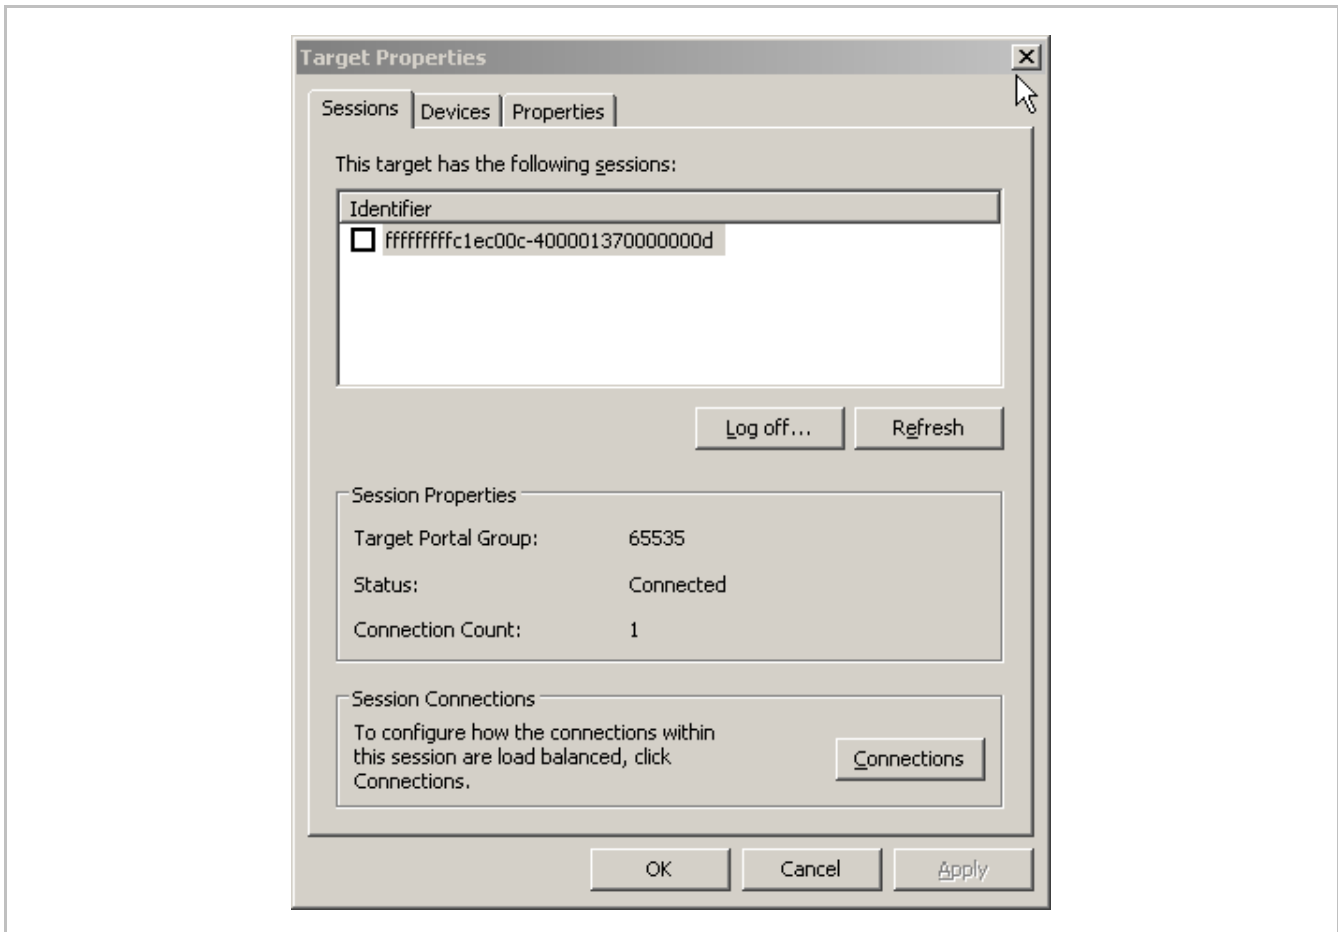 Target Properties
Sessions Devices Properties
This target has the following sessions:
Identifier
fffffffffc1ec00c-400001370000000d
Log off... Refresh
Session Properties
Target Portal Group: 65535
Status: Connected
Connection Count: 1
Session Connections
To configure how the connections within
this session are load balanced, click
Connections.
Connections
OK Cancel Apply